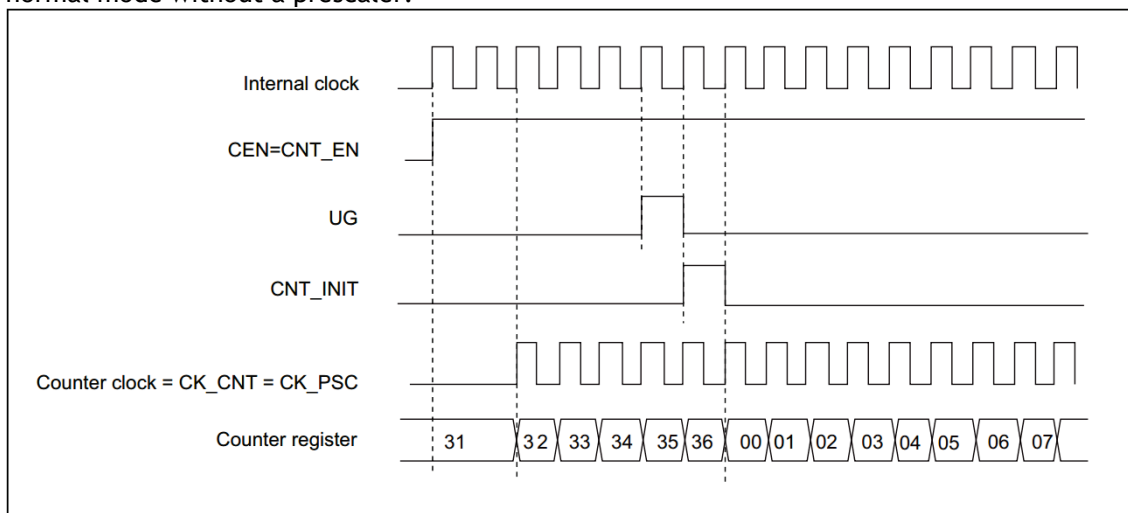 normal mode without a prescaler.
Internal clock
CEN=CNT_EN
UG
CNT_INIT
Counter clock = CK_CNT = CK_PSC
Counter register 31 32 33 34 35 36 00 01 02 03 04 05 06 07